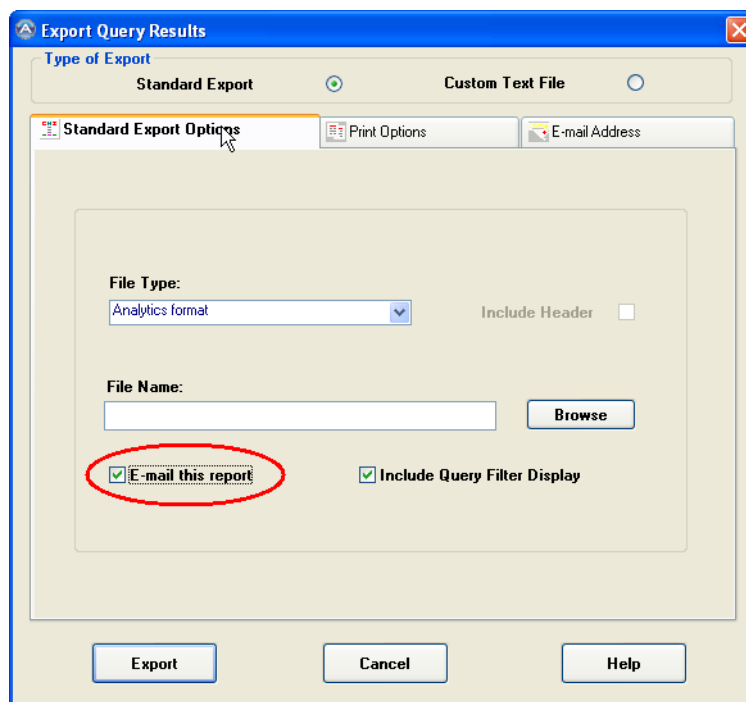 Export Query Results
Type of Export
Standard Export Custom Text File
Standard Export Options Print Options E-mail Address
File Type:
Analytics format Include Header
File Name:
Browse
E-mail this report Include Query Filter Display
Export Cancel Help